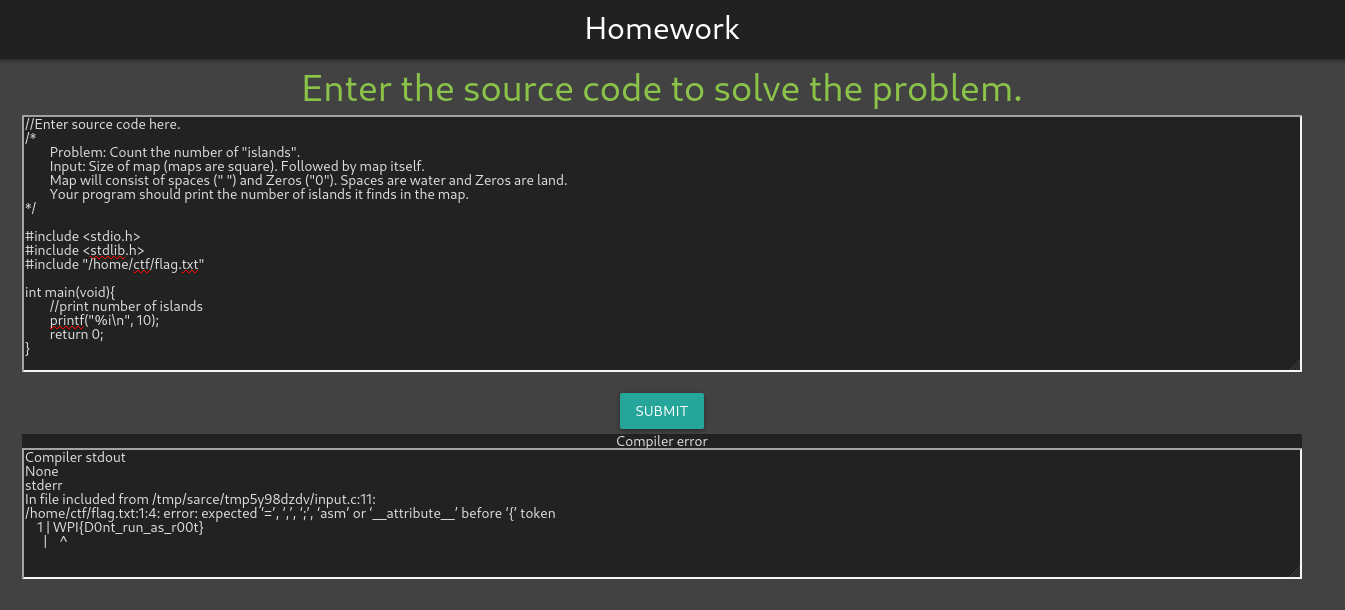 Homework
Enter the source code to solve the problem.
//Enter source code here.
/*
Problem: Count the number of "islands".
Input: Size of map (maps are square). Followed by map itself.
Map will consist of spaces (" ") and Zeros ("0"). Spaces are water and Zeros are land.
Your program should print the number of islands it finds in the map.
*/
#include <stdio.h>
#include <stdlib.h>
#include "/home/ctf/flag.txt"
int main(void){
//print number of islands
printf("%i\n", 10);
return 0;
}
SUBMIT
Compiler error
Compiler stdout
None
stderr
In file included from /tmp/sarce/tmp5y98dzdv/input.c:11:
/home/ctf/flag.txt:1:4: error: expected ‘=’, ‘,’, ‘;’, ‘asm’ or ‘__attribute__’ before ‘{’ token
1 | WPI{D0nt_run_as_r00t}
| ^